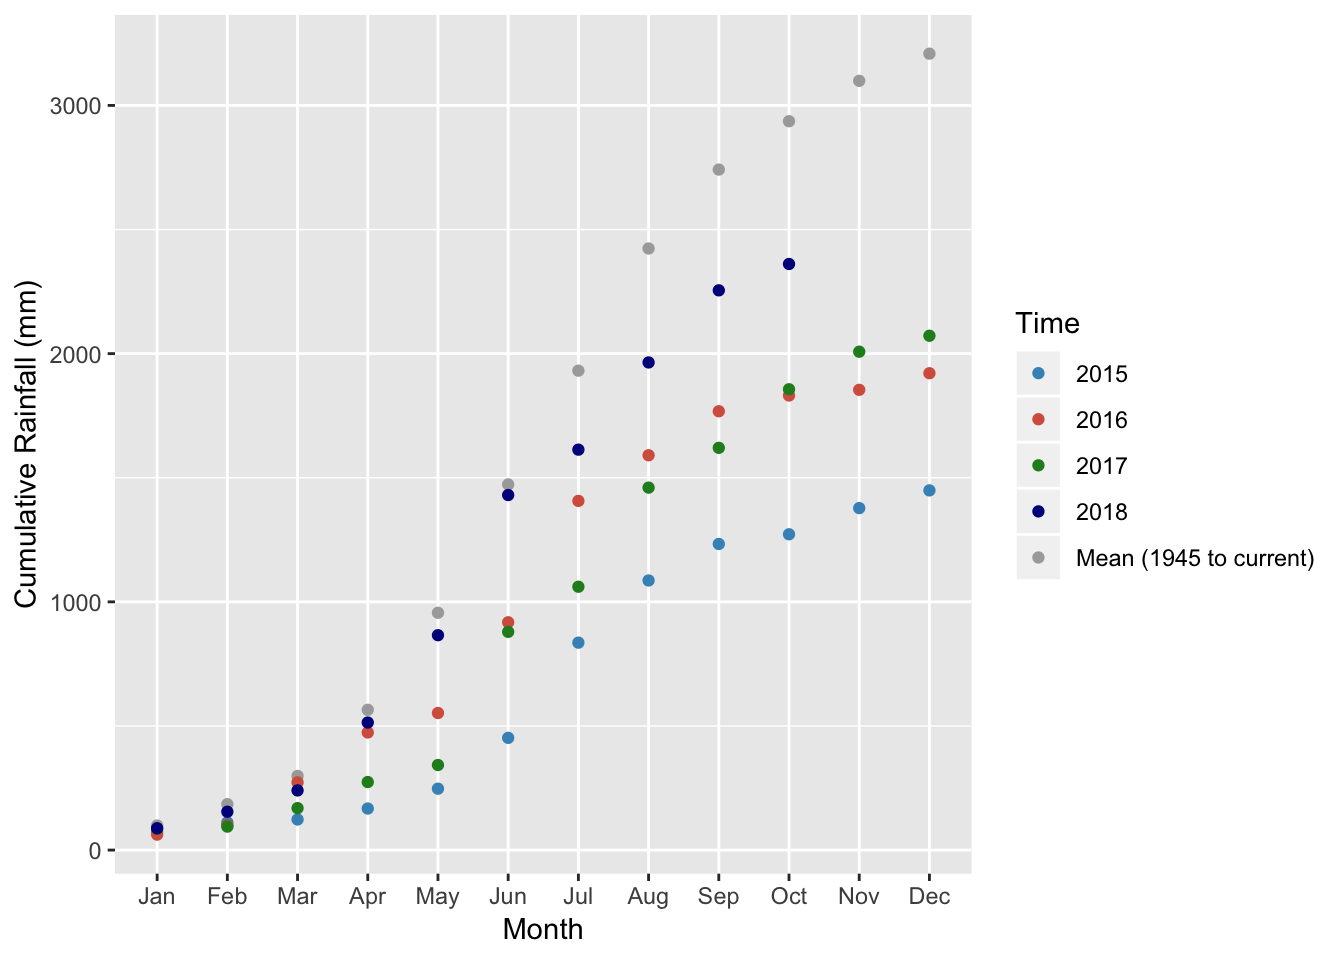 Cumulative Rainfall (mm)
3000
2000
1000
0
Jan Feb Mar Apr May Jun Jul Aug Sep Oct Nov Dec
Month
Time
2015
2016
2017
2018
Mean (1945 to current)